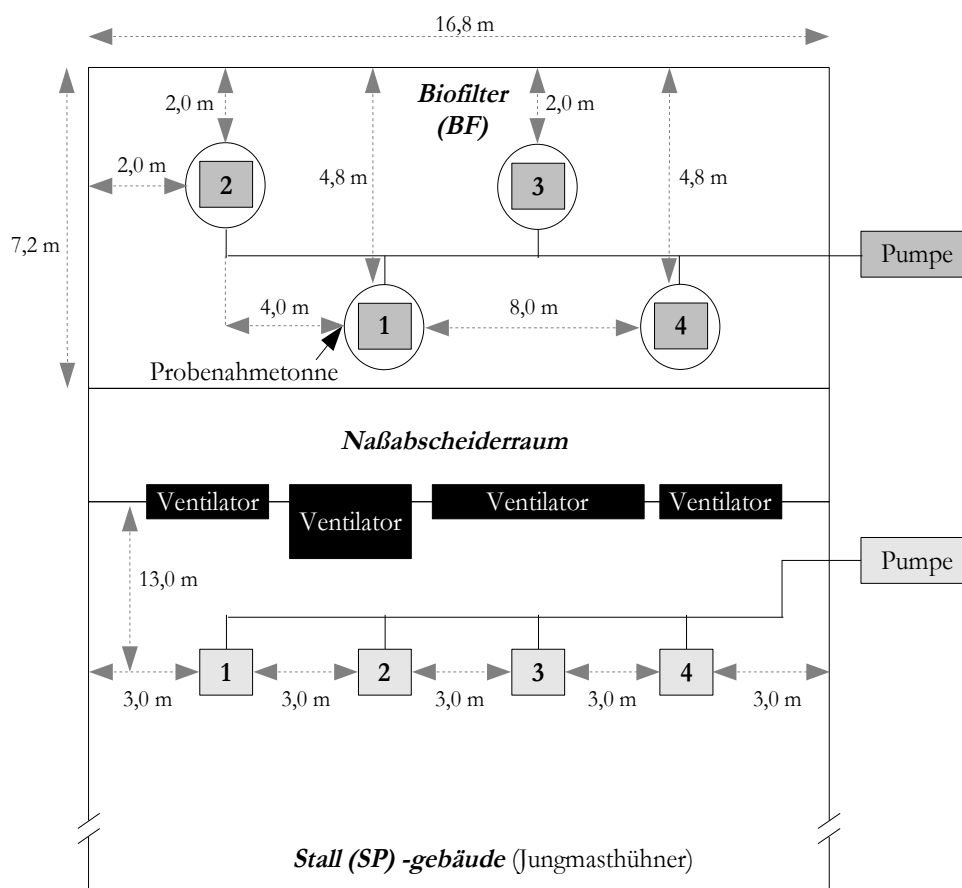 16,8 m
Biofilter
(BF)
2,0 m
2,0 m
2,0 m
4,8 m
4,8 m
2
3
7,2 m
Pumpe
4,0 m
8,0 m
1
4
Probenahmetonne
Naßabscheiderraum
Ventilator
Ventilator
Ventilator
Ventilator
Pumpe
13,0 m
1
2
3
4
3,0 m
3,0 m
3,0 m
3,0 m
3,0 m
Stall (SP) -gebäude (Jungmasthühner)